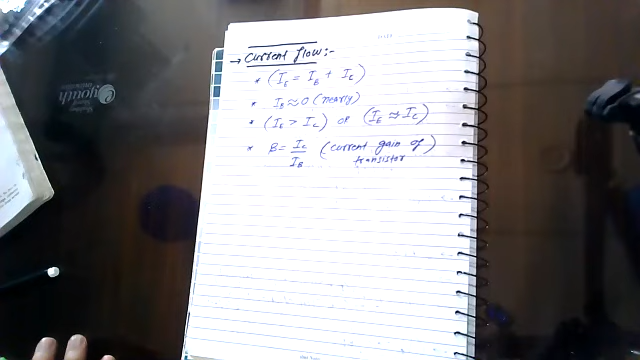 → Current flow:-
* (I_E = I_B + I_C)
* I_B ≈ 0 (nearly)
* (I_E > I_C) or (I_E ≈ I_C)
* β = I_C / I_B (current gain of transistor)
youth